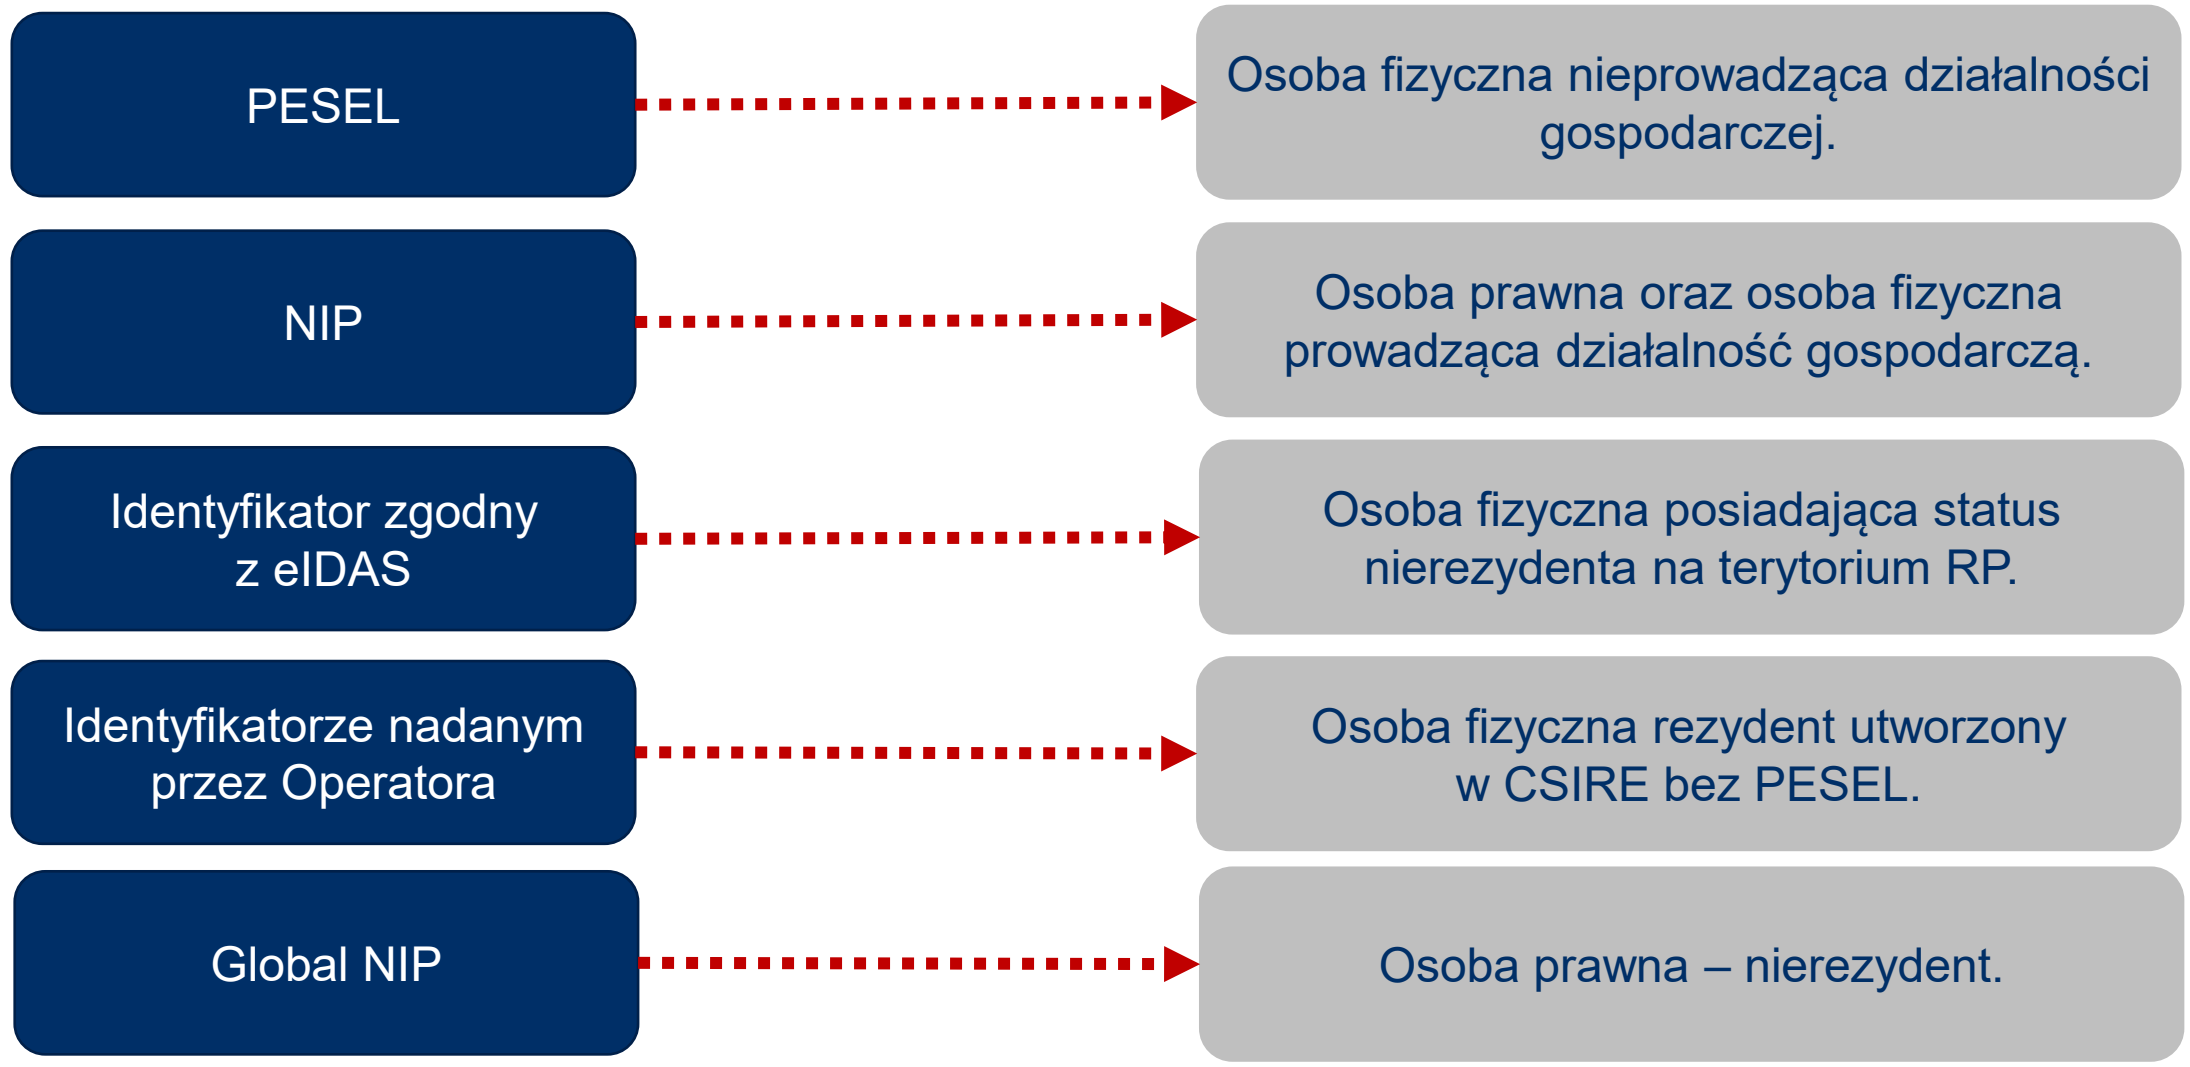 PESEL
Osoba fizyczna nieprowadząca działalności
gospodarczej.
NIP
Osoba prawna oraz osoba fizyczna
prowadząca działalność gospodarczą.
Identyfikator zgodny
z eIDAS
Osoba fizyczna posiadająca status
nierezydenta na terytorium RP.
Identyfikatorze nadanym
przez Operatora
Osoba fizyczna rezydent utworzony
w CSIRE bez PESEL.
Global NIP
Osoba prawna – nierezydent.